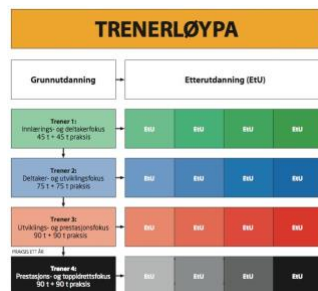 TRENERLØYPA
Grunnutdanning
Etterutdanning (EtU)
Trener 1:
Innlærings- og deltakerfokus
45 t + 45 t praksis
EtU EtU EtU EtU
Trener 2:
Deltaker- og utviklingsfokus
75 t + 75 t praksis
EtU EtU EtU EtU
Trener 3:
Utviklings- og prestasjonsfokus
90 t + 90 t praksis
EtU EtU EtU EtU
Trener 4:
Prestasjons- og toppidrettsfokus
90 t + 90 t praksis
EtU EtU EtU EtU